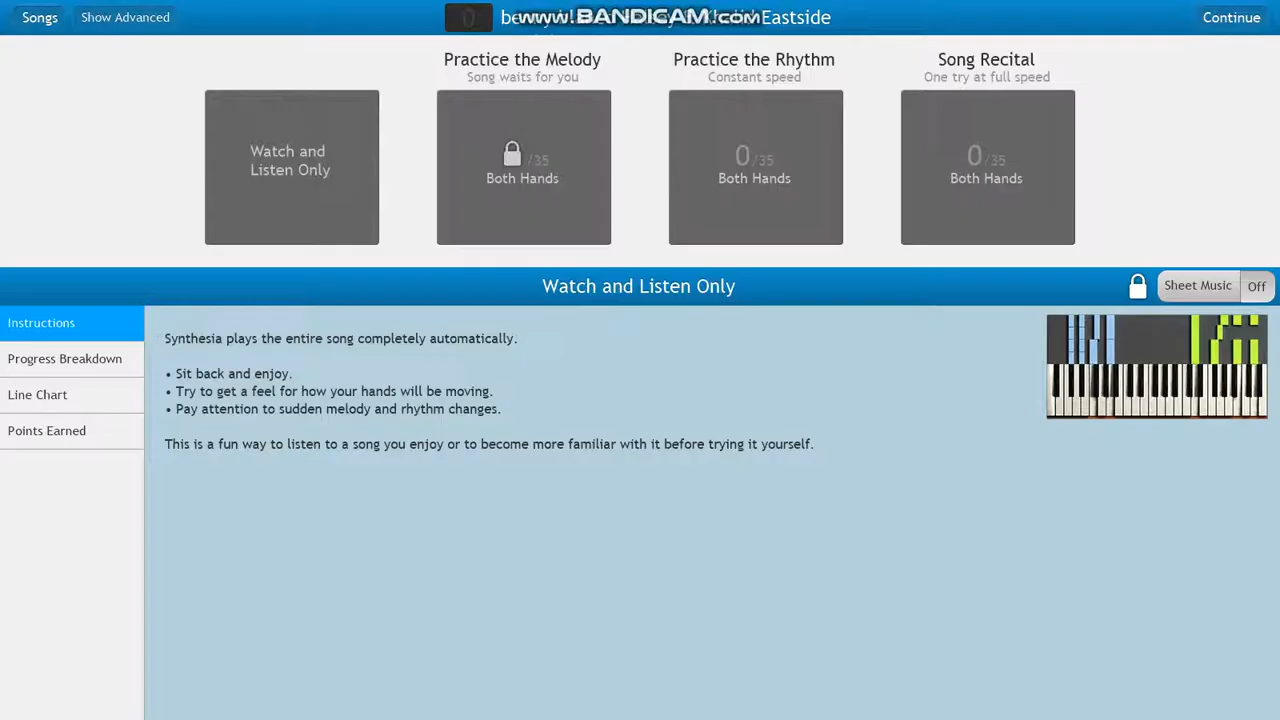 Songs
Show Advanced
0
be
www.BANDICAM.com
Eastside
Continue
Practice the Melody
Song waits for you
Practice the Rhythm
Constant speed
Song Recital
One try at full speed
Watch and
Listen Only
/35
Both Hands
0/35
Both Hands
0/35
Both Hands
Watch and Listen Only
Sheet Music
Off
Instructions
Progress Breakdown
Line Chart
Points Earned
Synthesia plays the entire song completely automatically.
• Sit back and enjoy.
• Try to get a feel for how your hands will be moving.
• Pay attention to sudden melody and rhythm changes.
This is a fun way to listen to a song you enjoy or to become more familiar with it before trying it yourself.